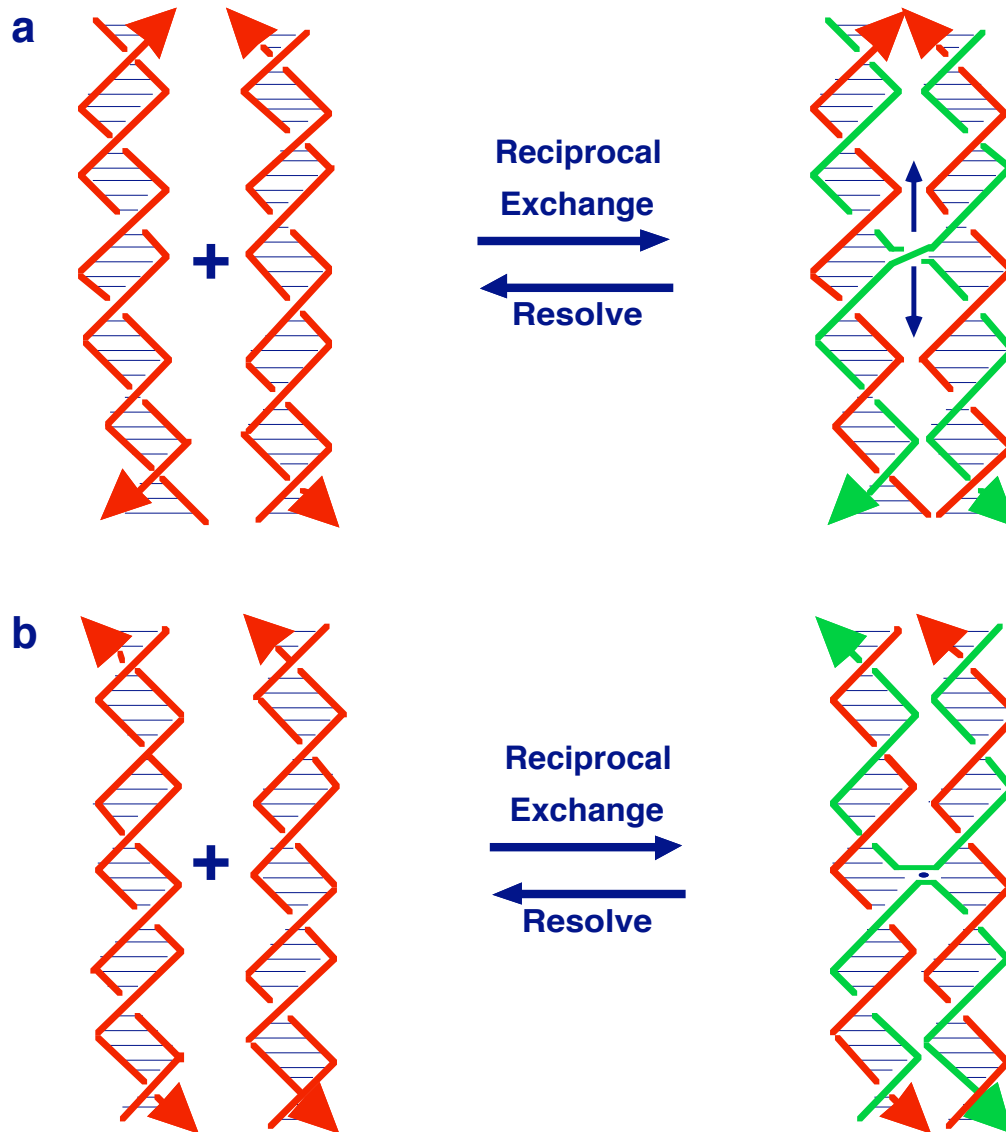 a
+
Reciprocal
Exchange
Resolve
b
+
Reciprocal
Exchange
Resolve